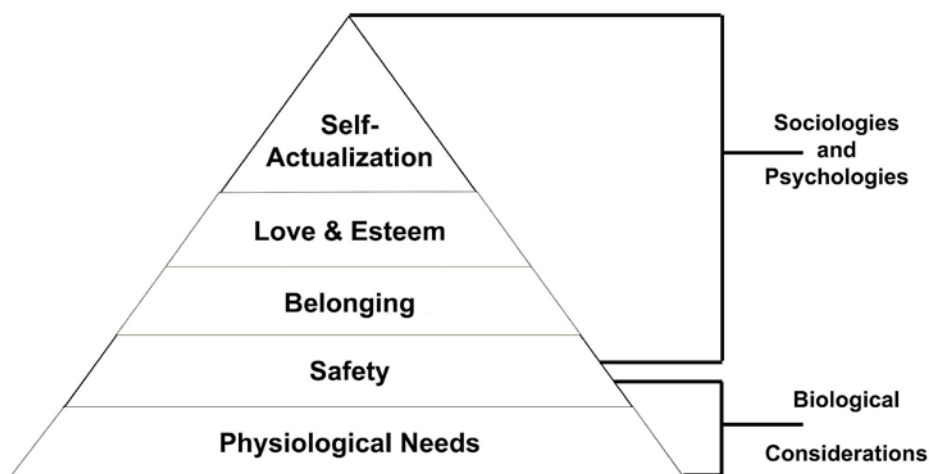 Self-
Actualization
Love & Esteem
Belonging
Safety
Physiological Needs
Sociologies
and
Psychologies
Biological
Considerations